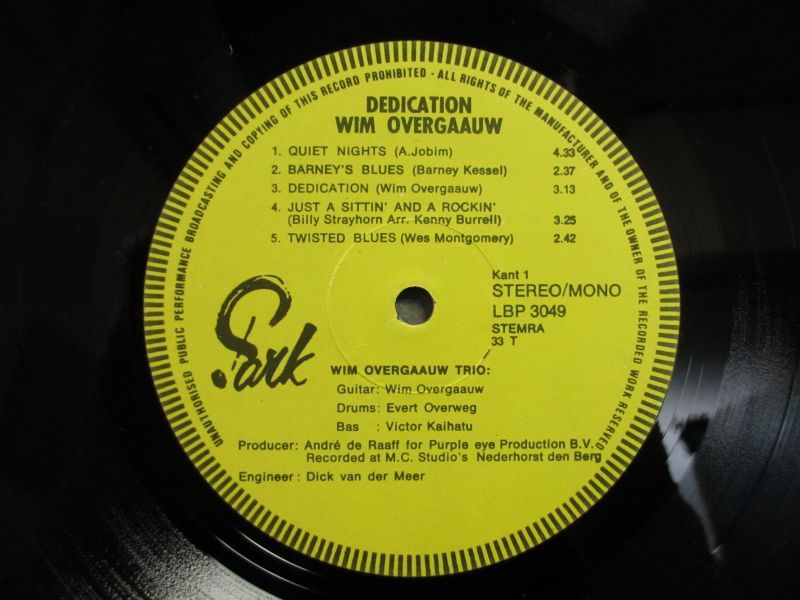 UNAUTHORISED PUBLIC PERFORMANCE BROADCASTING AND COPYING OF THIS RECORD PROHIBITED - ALL RIGHTS OF THE MANUFACTURER AND OF THE OWNER OF THE RECORDED WORK RESERVED
DEDICATION
WIM OVERGAAUW
1. QUIET NIGHTS (A.Jobim) 4.33
2. BARNEY'S BLUES (Barney Kessel) 2.37
3. DEDICATION (Wim Overgaauw) 3.13
4. JUST A SITTIN' AND A ROCKIN'
(Billy Strayhorn Arr. Kenny Burrell) 3.25
5. TWISTED BLUES (Wes Montgomery) 2.42
Kant 1
STEREO/MONO
LBP 3049
STEMRA
33 T
Park
WIM OVERGAAUW TRIO:
Guitar: Wim Overgaauw
Drums: Evert Overweg
Bas : Victor Kaihatu
Producer: André de Raaff for Purple eye Production B.V.
Recorded at M.C. Studio's Nederhorst den Berg
Engineer: Dick van der Meer